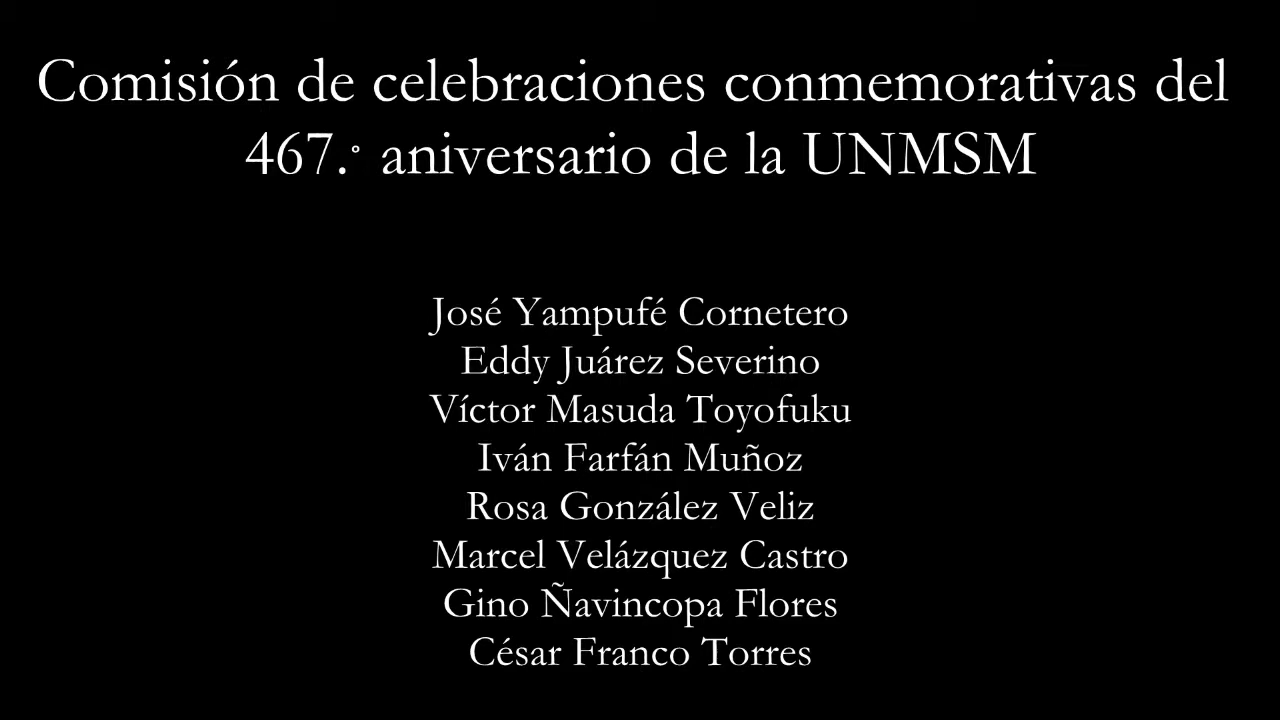 Comisión de celebraciones conmemorativas del
467.° aniversario de la UNMSM
José Yampufé Cornetero
Eddy Juárez Severino
Víctor Masuda Toyofuku
Iván Farfán Muñoz
Rosa González Veliz
Marcel Velázquez Castro
Gino Ñavincopa Flores
César Franco Torres